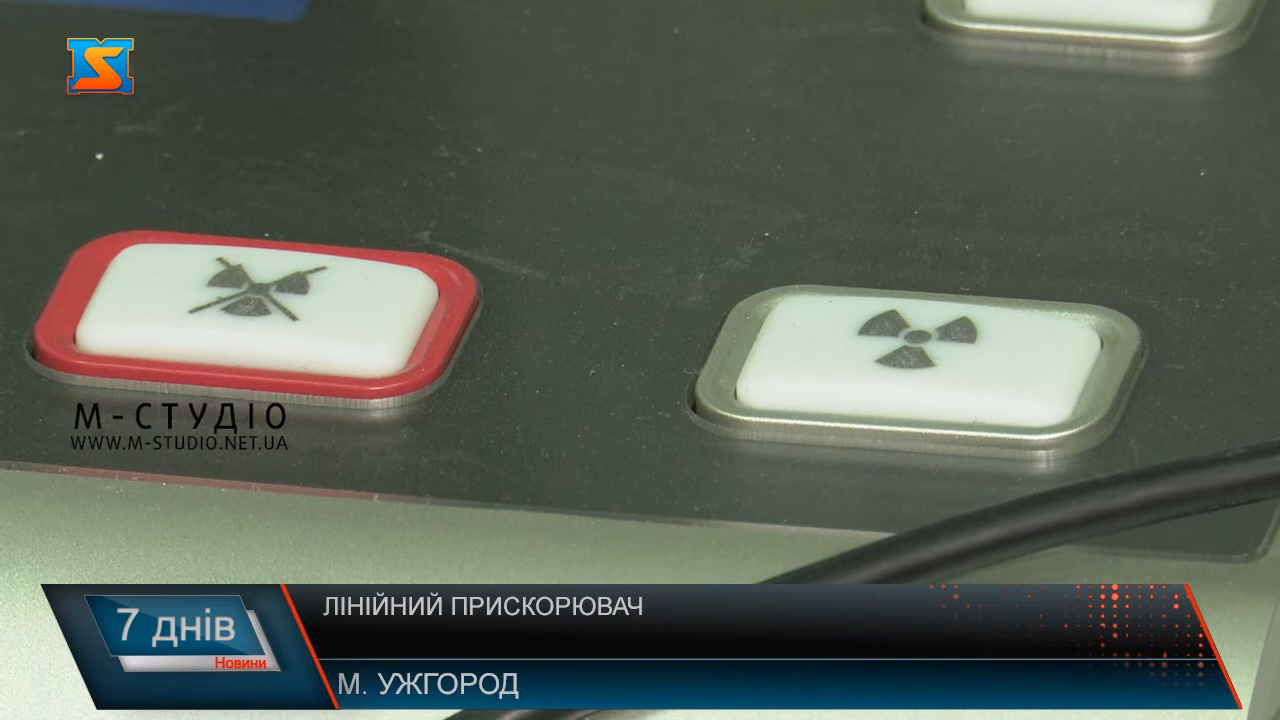 М-СТУДІО
WWW.M-STUDIO.NET.UA
7 днів
Новини
ЛІНІЙНИЙ ПРИСКОРЮВАЧ
М. УЖГОРОД